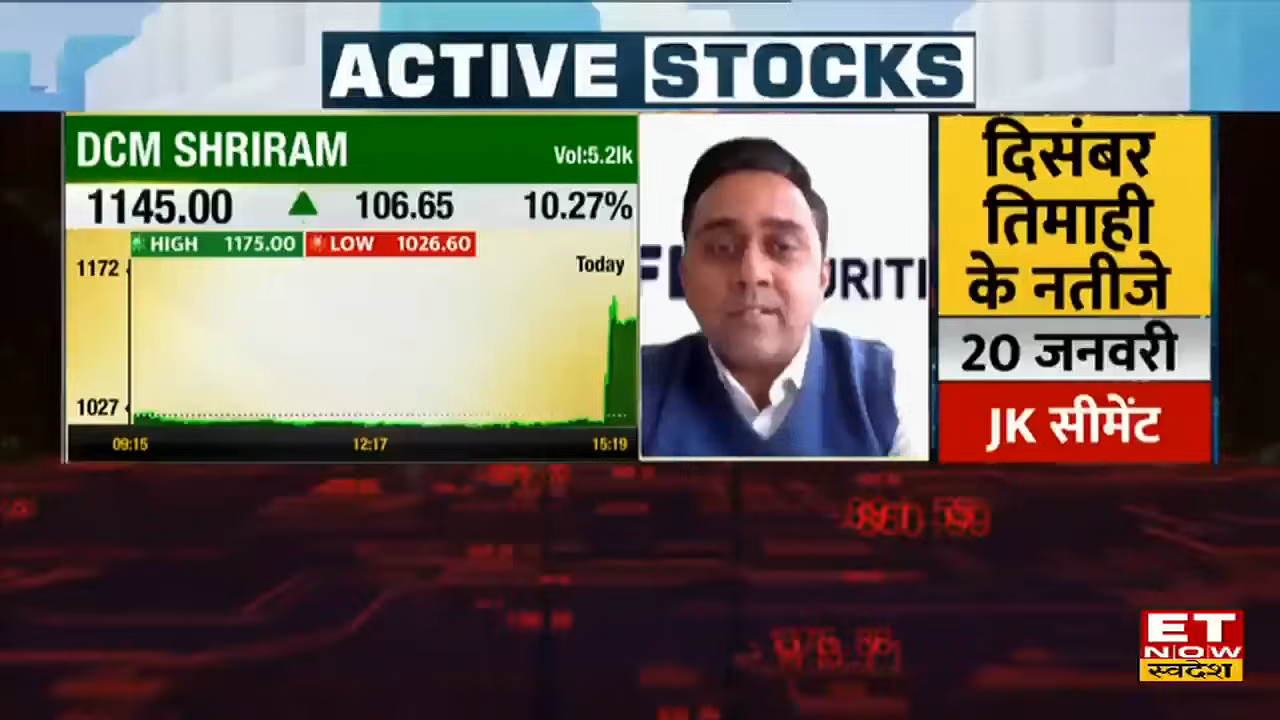 ACTIVE STOCKS
DCM SHRIRAM
Vol:5.2lk
1145.00 ▲ 106.65 10.27%
HIGH 1175.00 LOW 1026.60
1172
Today
1027
09:15 12:17 15:19
URITI
दिसंबर
तिमाही
के नतीजे
20 जनवरी
JK सीमेंट
ET
NOW
स्वदेश